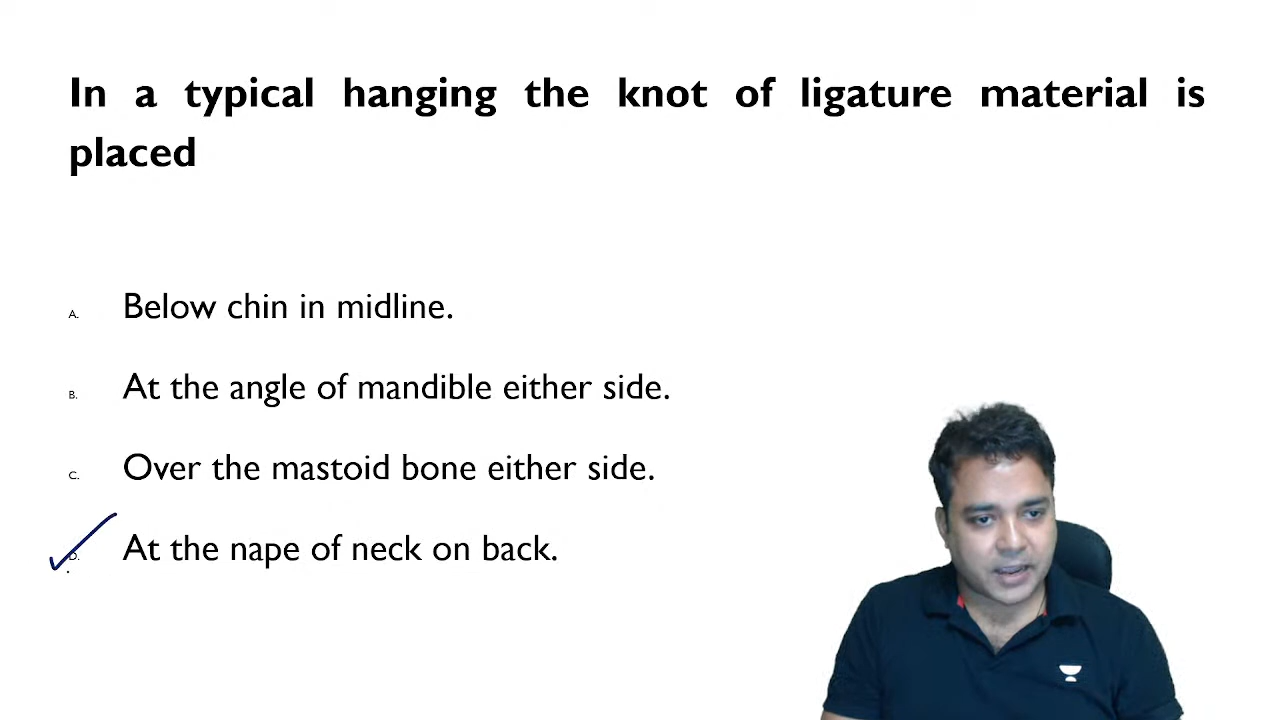 In a typical hanging the knot of ligature material is
placed
A. Below chin in midline.
B. At the angle of mandible either side.
C. Over the mastoid bone either side.
D. At the nape of neck on back.